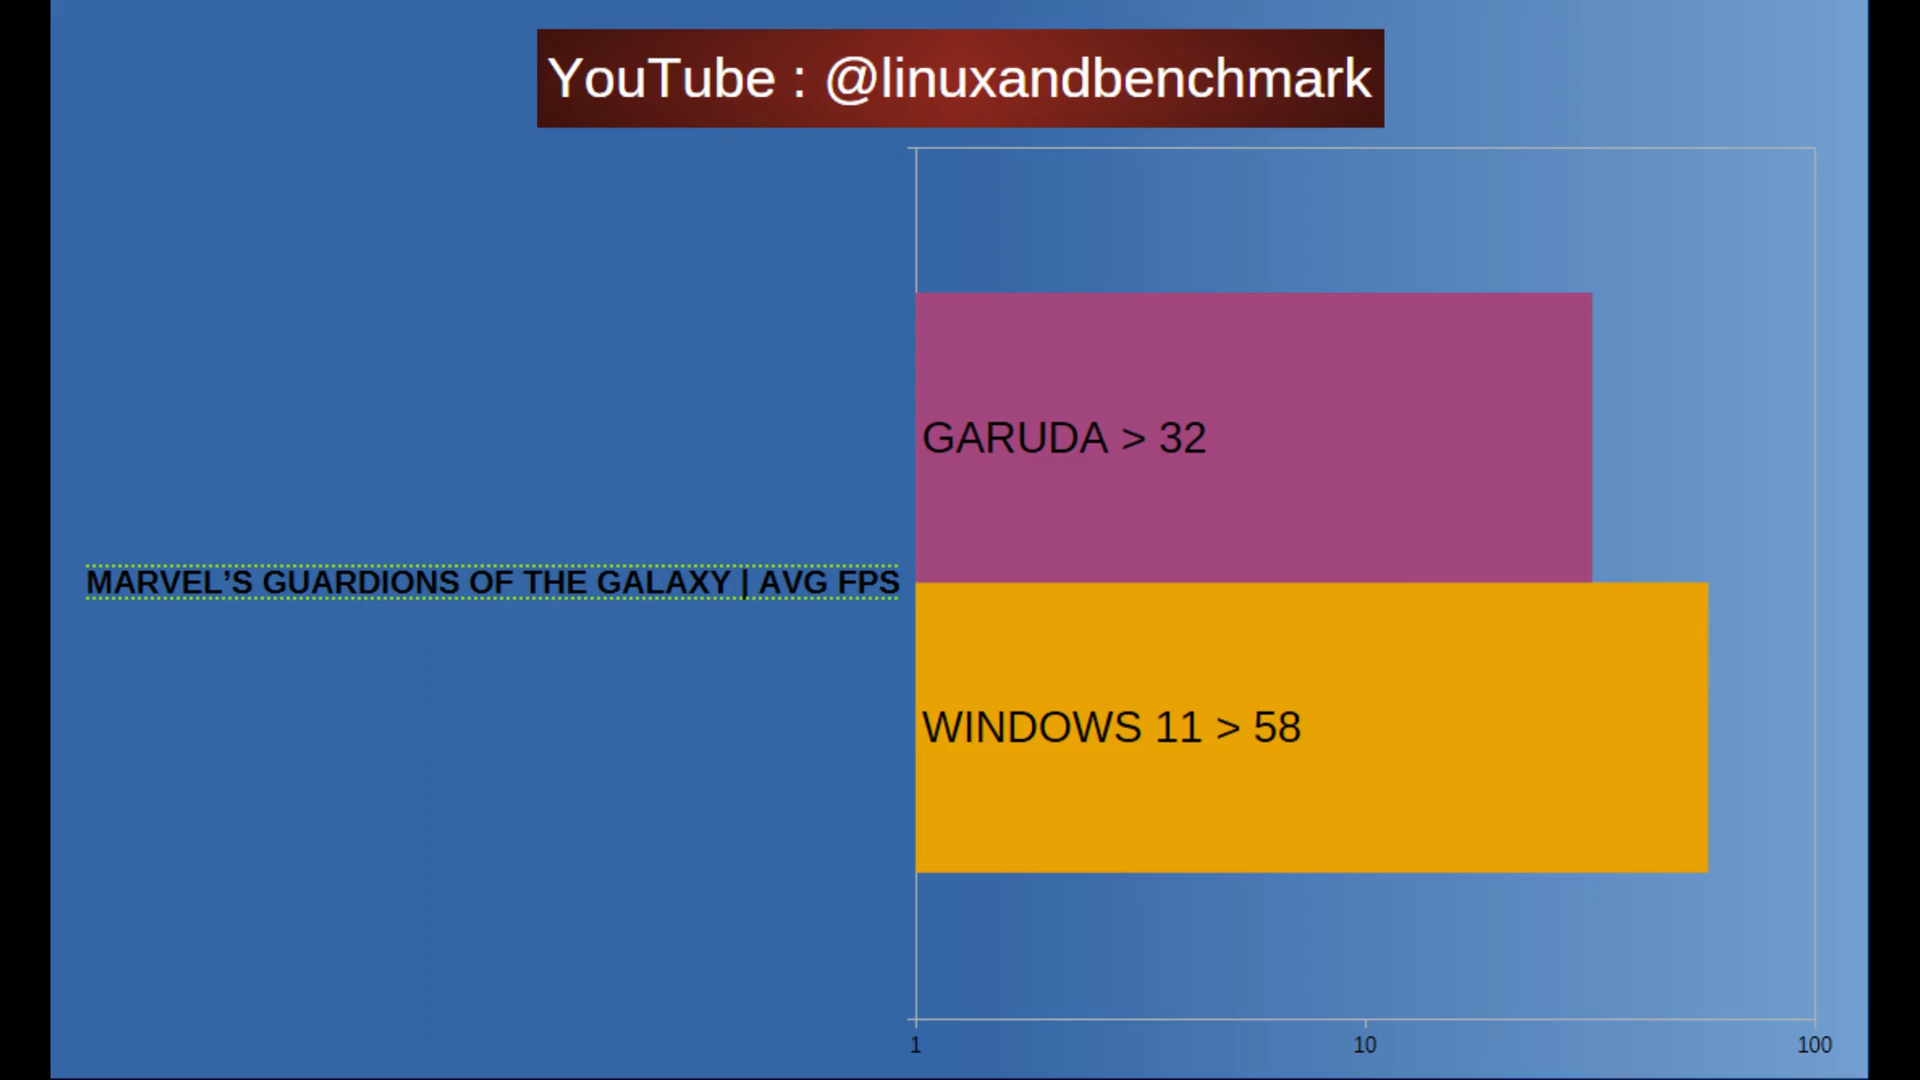 YouTube : @linuxandbenchmark
GARUDA > 32
MARVEL’S GUARDIONS OF THE GALAXY | AVG FPS
WINDOWS 11 > 58
1 10 100